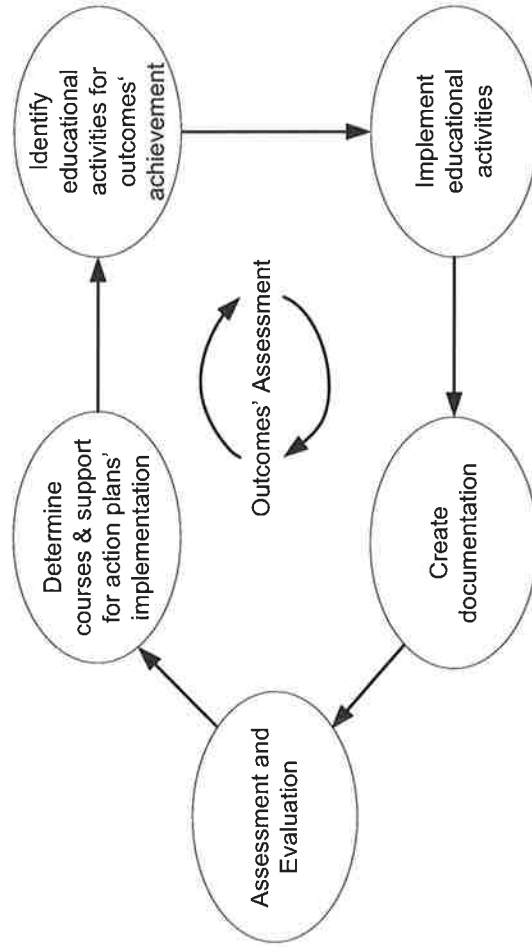 Assessment and
Evaluation
Determine
courses & support
for action plans'
implementation
Identify
educational
activities for
outcomes‘
achievement
Outcomes' Assessment
Create
documentation
Implement
educational
activities